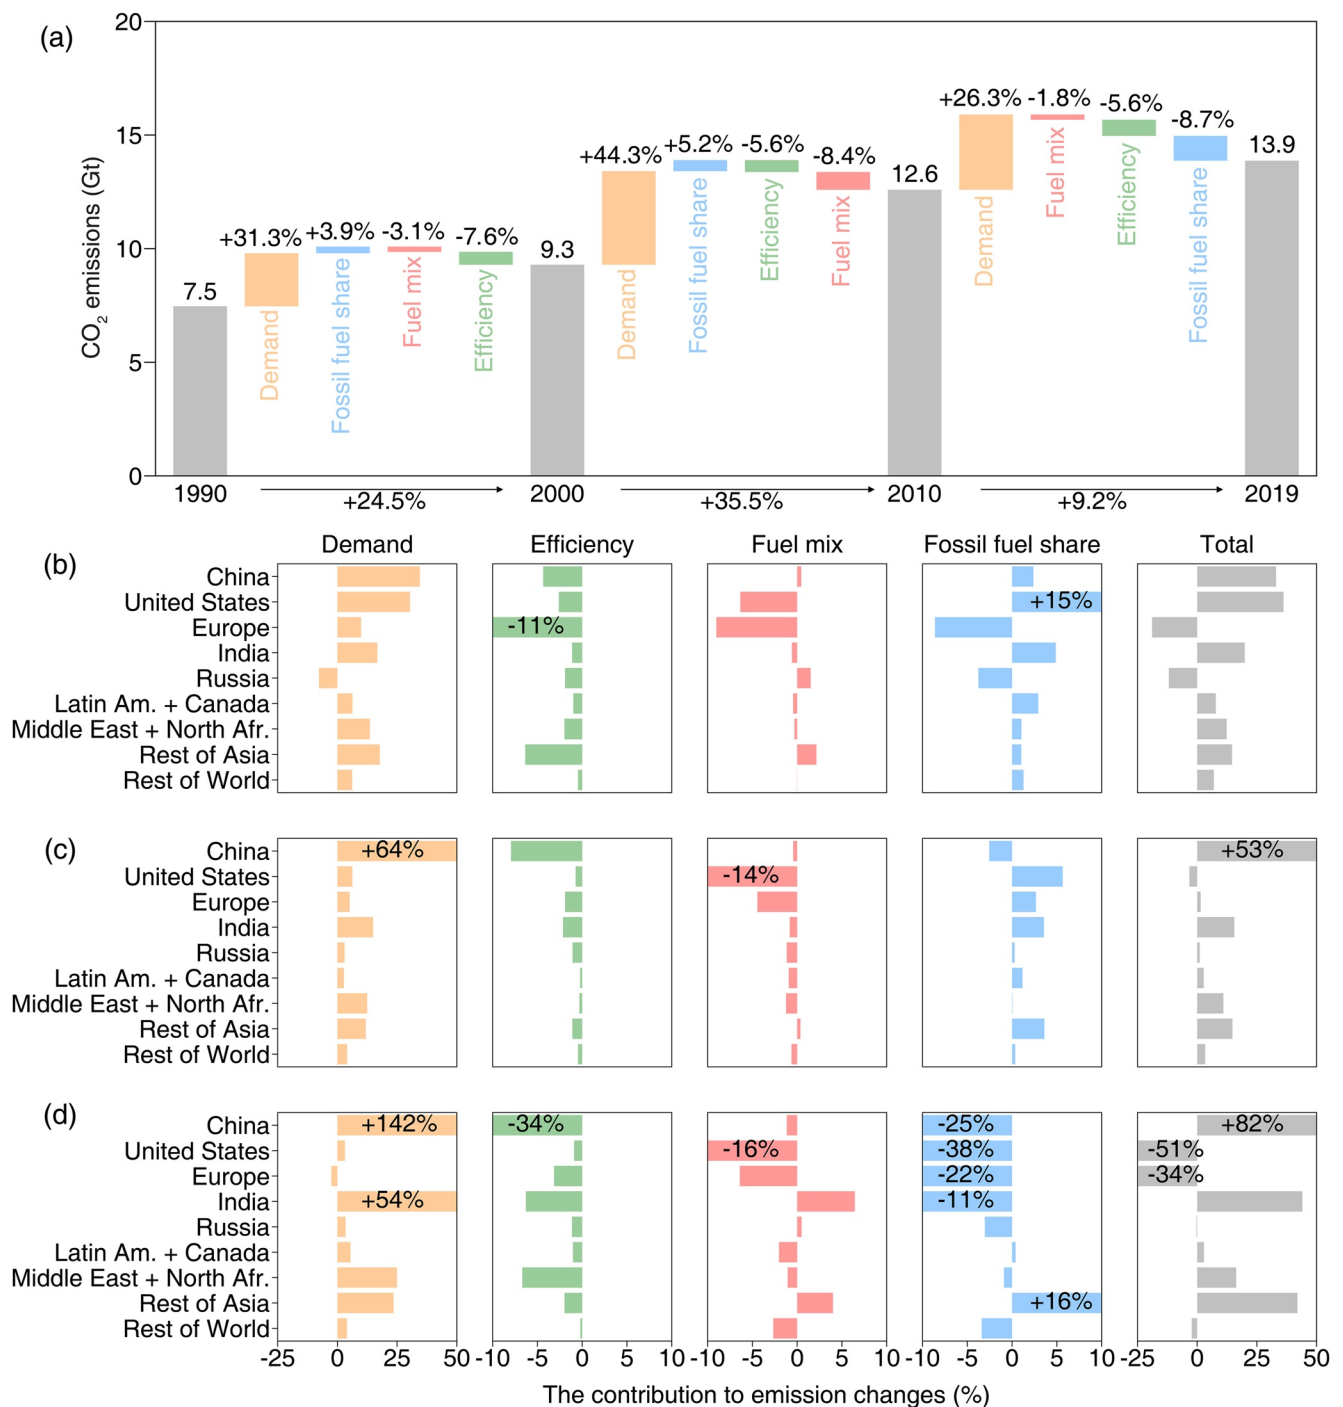 (a)
CO2 emissions (Gt)
20
15
10
5
0
7.5
+31.3%
Demand
+3.9%
Fossil fuel share
-3.1%
Fuel mix
-7.6%
Efficiency
9.3
+44.3%
Demand
+5.2%
Fossil fuel share
-5.6%
Efficiency
-8.4%
Fuel mix
12.6
+26.3%
Demand
-1.8%
Fuel mix
-5.6%
Efficiency
-8.7%
Fossil fuel share
13.9
1990 +24.5% 2000 +35.5% 2010 +9.2% 2019
(b)
Demand Efficiency Fuel mix Fossil fuel share Total
China
United States +15%
Europe -11%
India
Russia
Latin Am. + Canada
Middle East + North Afr.
Rest of Asia
Rest of World
(c)
China +64% +53%
United States -14%
Europe
India
Russia
Latin Am. + Canada
Middle East + North Afr.
Rest of Asia
Rest of World
(d)
China +142% -34% -25% +82%
United States -16% -38% -51%
Europe -22% -34%
India +54% -11%
Russia
Latin Am. + Canada
Middle East + North Afr.
Rest of Asia +16%
Rest of World
-25 0 25 50 -10 -5 0 5 10 -10 -5 0 5 10 -10 -5 0 5 10 -25 0 25 50
The contribution to emission changes (%)